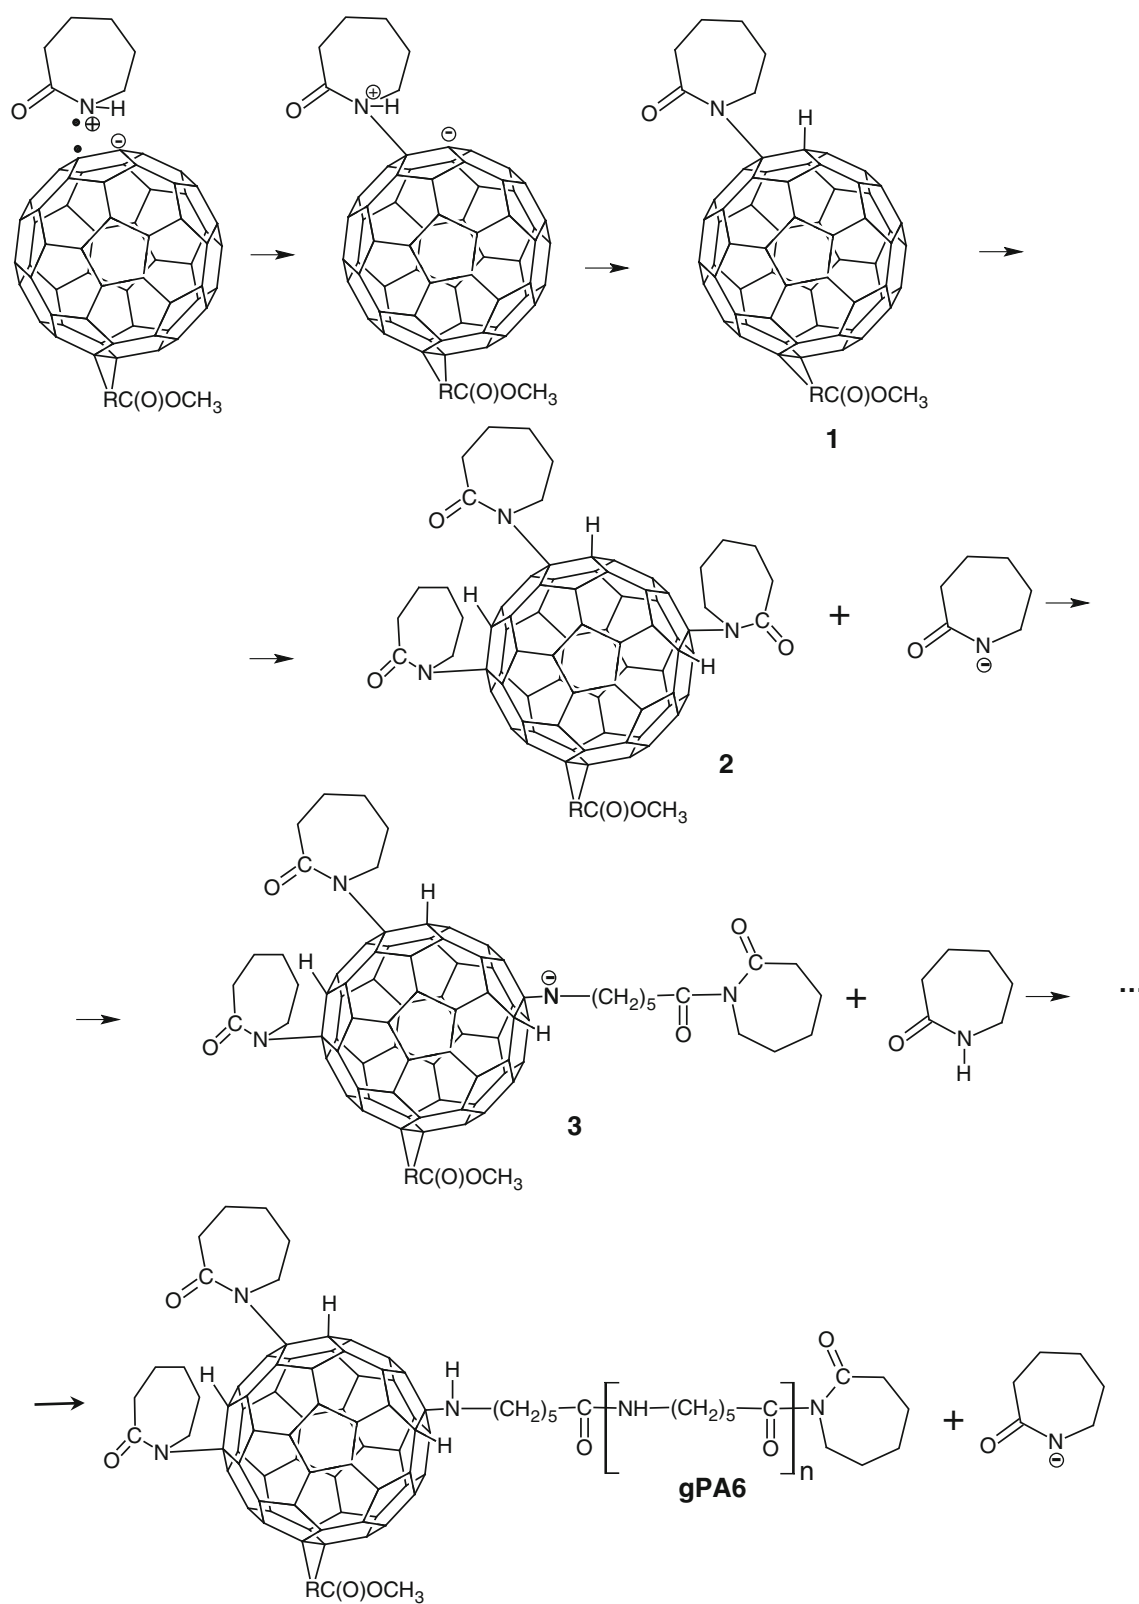 O N H ⊕ ⊖ RC(O)OCH3
O N H ⊕ ⊖ RC(O)OCH3
O N H RC(O)OCH3
1
C O N H
H C O N
N C O H
RC(O)OCH3
2
+
O N ⊖
C O N H
H C O N
⊖ N (CH2)5 C O N C O
H
RC(O)OCH3
3
+
O N H
...
C O N H
H C O N
H N (CH2)5 C O [ NH (CH2)5 C O ]n N C O
H
gPA6
RC(O)OCH3
+
O N ⊖